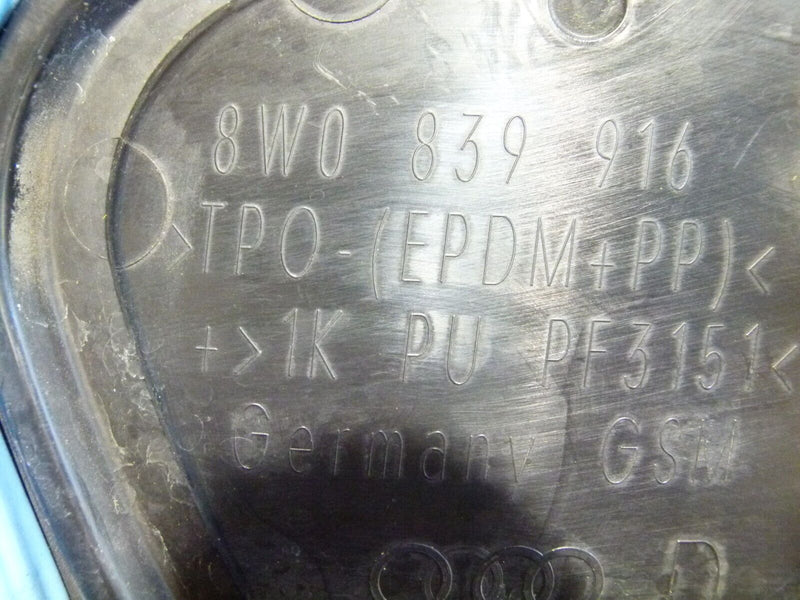 8W0 839 916
>TPO-(EPDM+PP)<
+>1K PU PF3151<
Germany GSM
D